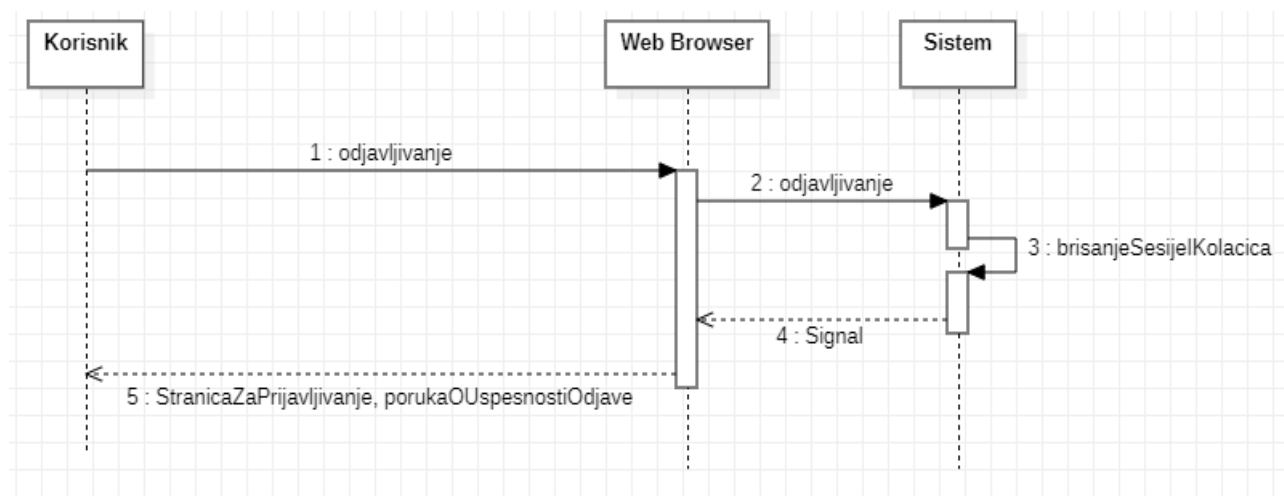 Korisnik
Web Browser
Sistem
1 : odjavljivanje
2 : odjavljivanje
3 : brisanjeSesijeIKolacica
4 : Signal
5 : StranicaZaPrijavljivanje, porukaOUspesnostiOdjave